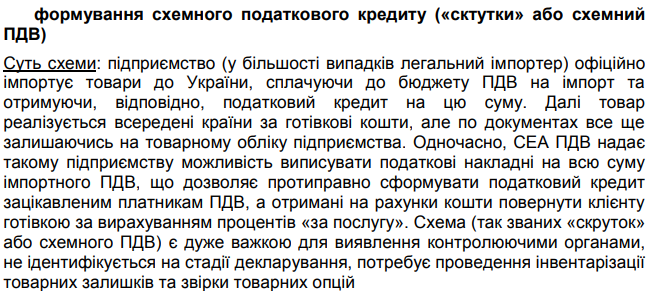 формування схемного податкового кредиту («сктутки» або схемний
ПДВ)
Суть схеми: підприємство (у більшості випадків легальний імпортер) офіційно
імпортує товари до України, сплачуючи до бюджету ПДВ на імпорт та
отримуючи, відповідно, податковий кредит на цю суму. Далі товар
реалізується всередені країни за готівкові кошти, але по документах все ще
залишаючись на товарному обліку підприємства. Одночасно, СЕА ПДВ надає
такому підприємству можливість виписувати податкові накладні на всю суму
імпортного ПДВ, що дозволяє протиправно сформувати податковий кредит
зацікавленим платникам ПДВ, а отримані на рахунки кошти повернути клієнту
готівкою за вирахуванням процентів «за послугу». Схема (так званих «скруток»
або схемного ПДВ) є дуже важкою для виявлення контролюючими органами,
не ідентифікується на стадії декларування, потребує проведення інвентарізації
товарних залишків та звірки товарних опцій